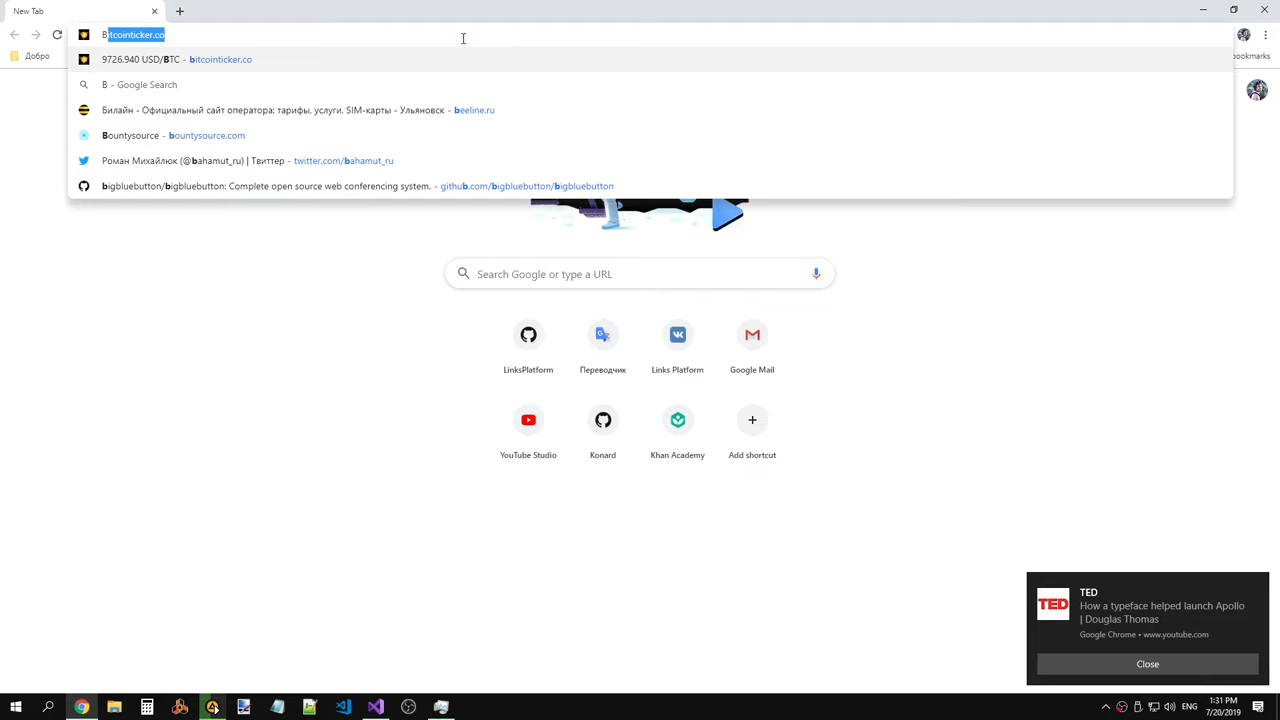 New Tab
Bitcointicker.co
Добро
bookmarks
9726.940 USD/BTC - bitcointicker.co
B - Google Search
билайн - Официальный сайт оператора: тарифы, услуги, SIM-карты - Ульяновск - beeline.ru
Bountysource - bountysource.com
Роман Михайлюк (@bahamut_ru) | Твиттер - twitter.com/bahamut_ru
bigbluebutton/bigbluebutton: Complete open source web conferencing system. - github.com/bigbluebutton/bigbluebutton
Search Google or type a URL
LinksPlatform
Переводчик
Links Platform
Google Mail
YouTube Studio
Konard
Khan Academy
Add shortcut
TED
TED
How a typeface helped launch Apollo
| Douglas Thomas
Google Chrome • www.youtube.com
Close
ENG
1:31 PM
7/20/2019